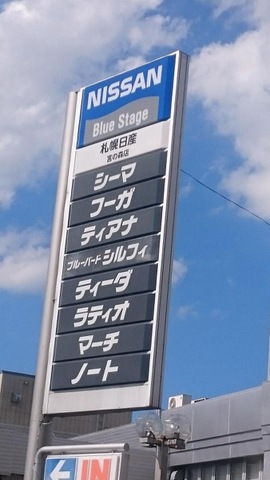 NISSAN
Blue Stage
札幌日産
宮の森店
シーマ
フーガ
ティアナ
ブルーバード シルフィ
ティーダ
ラティオ
マーチ
ノート
IN